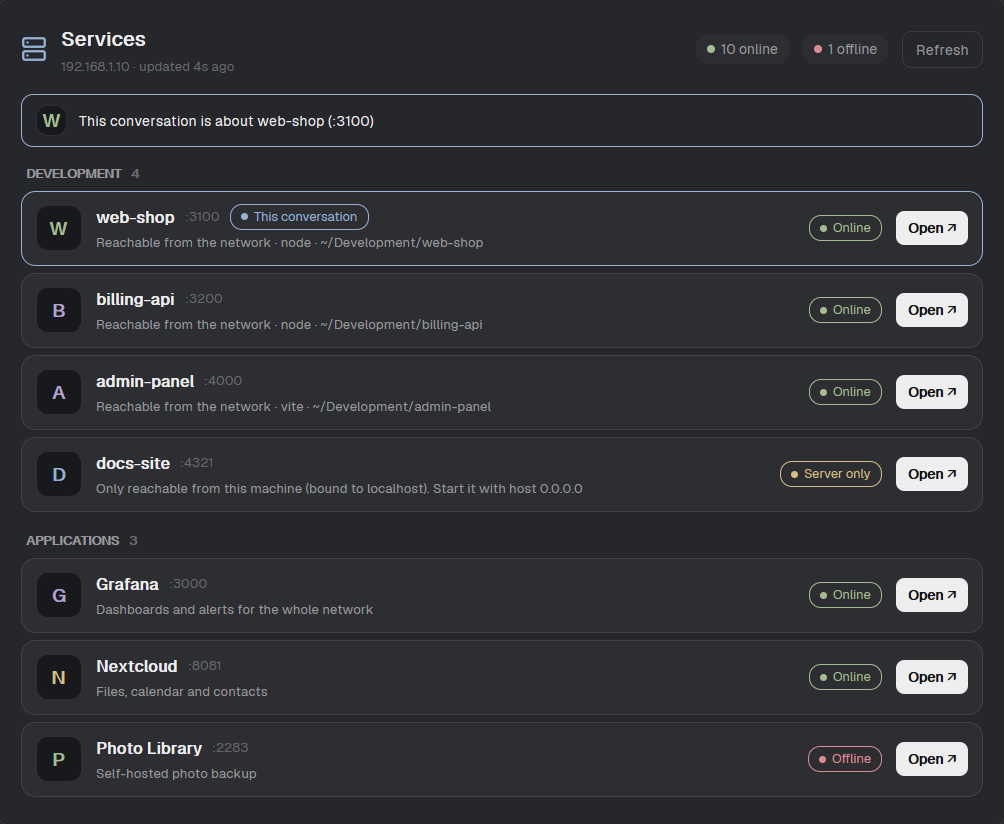 Services
192.168.1.10 · updated 4s ago
10 online
1 offline
Refresh
W
This conversation is about web-shop (:3100)
DEVELOPMENT 4
W
web-shop :3100 This conversation
Reachable from the network · node · ~/Development/web-shop
Online
Open ↗
B
billing-api :3200
Reachable from the network · node · ~/Development/billing-api
Online
Open ↗
A
admin-panel :4000
Reachable from the network · vite · ~/Development/admin-panel
Online
Open ↗
D
docs-site :4321
Only reachable from this machine (bound to localhost). Start it with host 0.0.0.0
Server only
Open ↗
APPLICATIONS 3
G
Grafana :3000
Dashboards and alerts for the whole network
Online
Open ↗
N
Nextcloud :8081
Files, calendar and contacts
Online
Open ↗
P
Photo Library :2283
Self-hosted photo backup
Offline
Open ↗